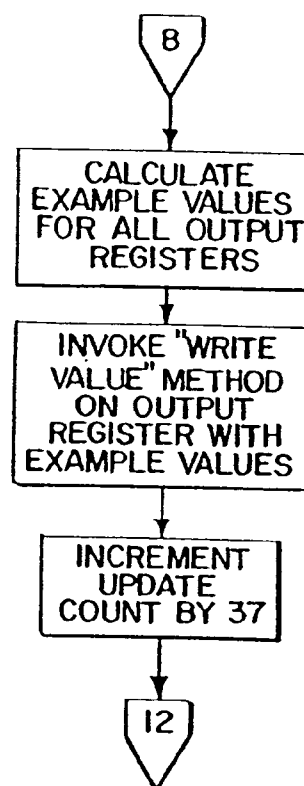 8
CALCULATE
EXAMPLE VALUES
FOR ALL OUTPUT
REGISTERS
INVOKE "WRITE
VALUE" METHOD
ON OUTPUT
REGISTER WITH
EXAMPLE VALUES
INCREMENT
UPDATE
COUNT BY 37
12